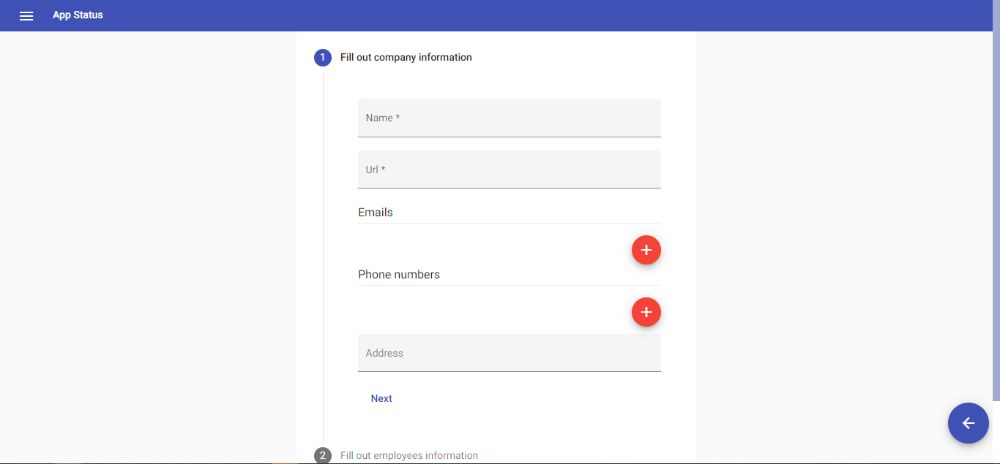 App Status
1 Fill out company information
Name *
Url *
Emails
Phone numbers
Address
Next
2 Fill out employees information